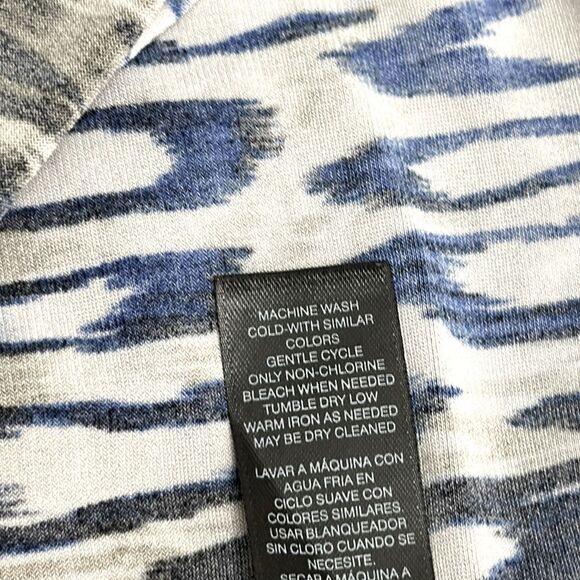 MACHINE WASH
COLD-WITH SIMILAR
COLORS
GENTLE CYCLE
ONLY NON-CHLORINE
BLEACH WHEN NEEDED
TUMBLE DRY LOW
WARM IRON AS NEEDED
MAY BE DRY CLEANED
LAVAR A MÁQUINA CON
AGUA FRIA EN
CICLO SUAVE CON
COLORES SIMILARES.
USAR BLANQUEADOR
SIN CLORO CUANDO SE
NECESITE.
SECAR A MÁQUINA A